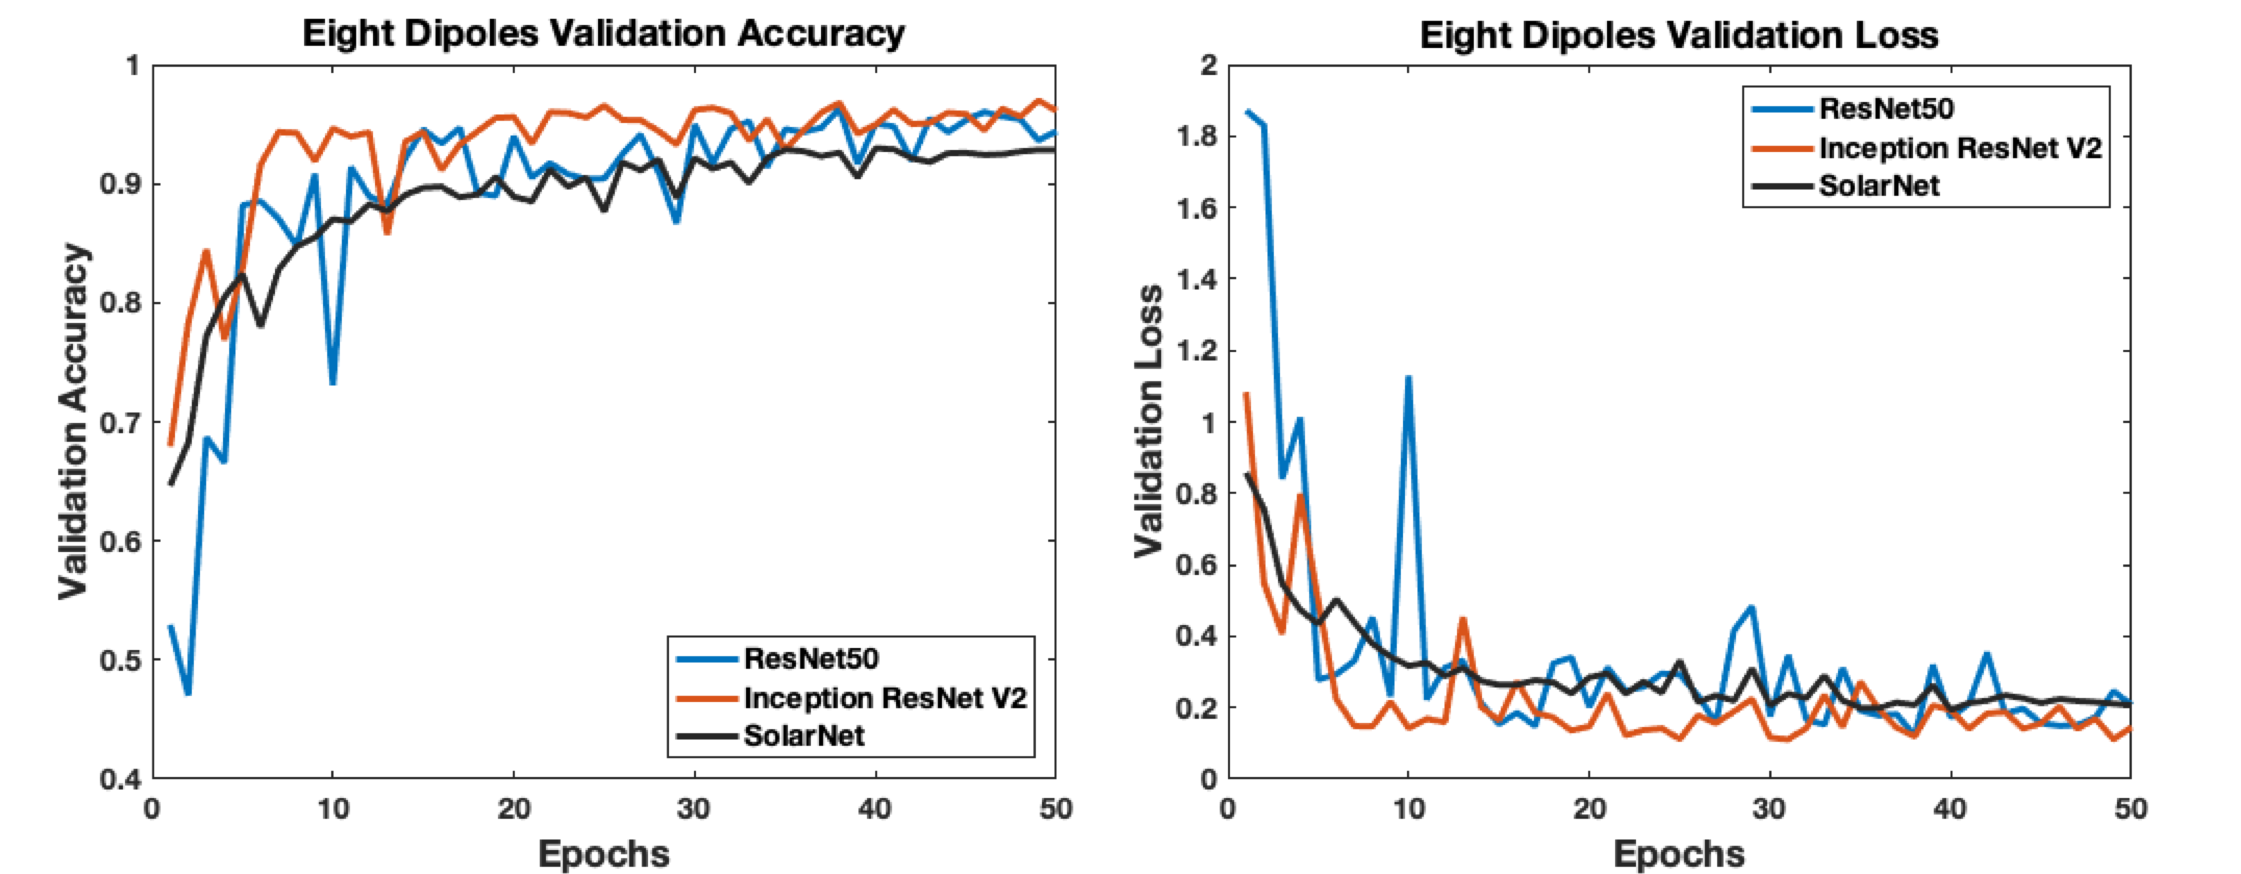 Eight Dipoles Validation Accuracy
1
0.9
0.8
0.7
0.6
0.5
0.4
Validation Accuracy
0
10
20
30
40
50
Epochs
ResNet50
Inception ResNet V2
SolarNet
Eight Dipoles Validation Loss
2
1.8
1.6
1.4
1.2
1
0.8
0.6
0.4
0.2
0
Validation Loss
0
10
20
30
40
50
Epochs
ResNet50
Inception ResNet V2
SolarNet